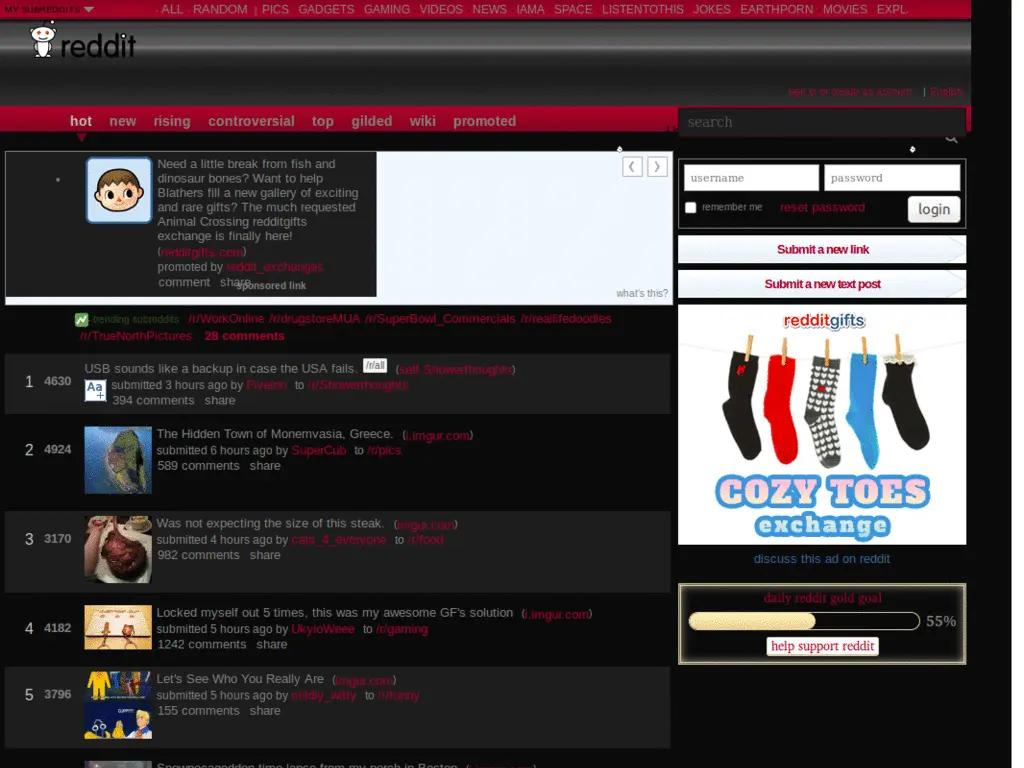 MY SUBREDDITS
- ALL - RANDOM | PICS GADGETS GAMING VIDEOS NEWS IAMA SPACE LISTENTOTHIS JOKES EARTHPORN MOVIES EXPL
reddit
sign in or create an account | English
hot new rising controversial top gilded wiki promoted
search
Need a little break from fish and
dinosaur bones? Want to help
Blathers fill a new gallery of exciting
and rare gifts? The much requested
Animal Crossing redditgifts
exchange is finally here!
(redditgifts.com)
promoted by reddit_exchanges
comment share
sponsored link
what's this?
username
password
remember me
reset password
login
Submit a new link
Submit a new text post
trending subreddits /r/WorkOnline /r/drugstoreMUA /r/SuperBowl_Commercials /r/reallifedoodles
/r/TrueNorthPictures 28 comments
1
4630
USB sounds like a backup in case the USA fails. /r/all (self.Showerthoughts)
Aa
submitted 3 hours ago by to /r/Showerthoughts
394 comments share
2
4924
The Hidden Town of Monemvasia, Greece. (i.imgur.com)
submitted 6 hours ago by SuperCub to /r/pics
589 comments share
3
3170
Was not expecting the size of this steak. (imgur.com)
submitted 4 hours ago by cats_4_everyone to /r/food
982 comments share
4
4182
Locked myself out 5 times, this was my awesome GF's solution (i.imgur.com)
submitted 5 hours ago by UkyioWeee to /r/gaming
1242 comments share
5
3796
Let's See Who You Really Are (imgur.com)
submitted 5 hours ago by mildly_witty to /r/funny
155 comments share
redditgifts
COZY TOES
exchange
discuss this ad on reddit
daily reddit gold goal
55%
help support reddit